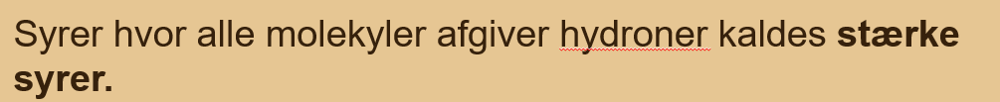 Syrer hvor alle molekyler afgiver hydroner kaldes stærke
syrer.